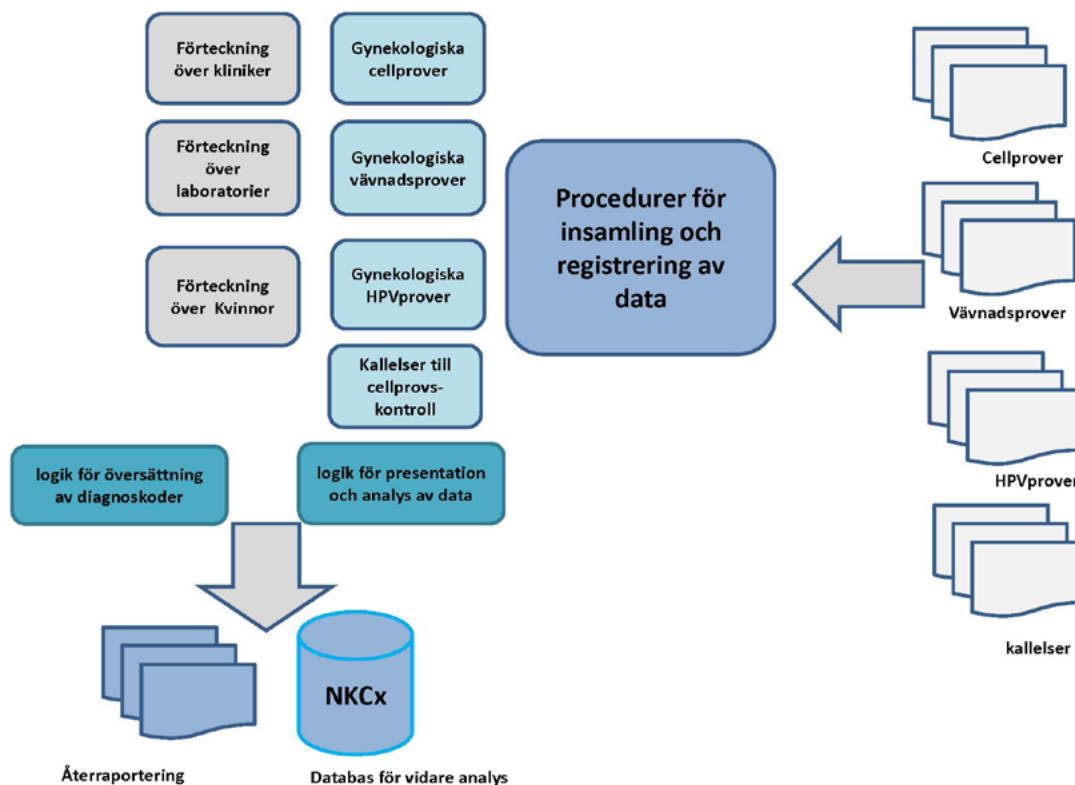 Förteckning
över kliniker
Gynekologiska
cellprover
Förteckning
över
laboratorier
Gynekologiska
vävnadsprover
Förteckning
över Kvinnor
Gynekologiska
HPVprover
Kallelser till
cellprovs-
kontroll
logik för översättning
av diagnoskoder
logik för presentation
och analys av data
Procedurer för
insamling och
registrering av
data
Cellprover
Vävnadsprover
HPVprover
kallelser
NKCx
Återraportering
Databas för vidare analys